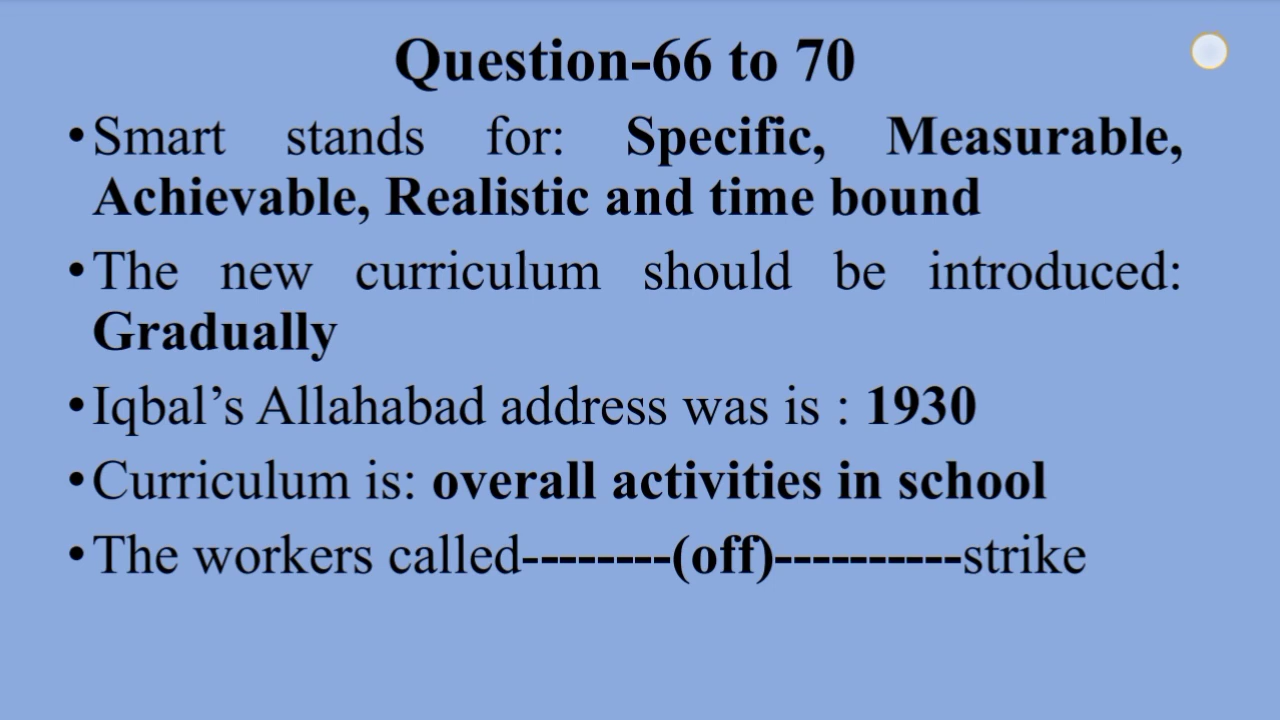 Question-66 to 70
•Smart stands for: Specific, Measurable,
Achievable, Realistic and time bound
•The new curriculum should be introduced:
Gradually
•Iqbal’s Allahabad address was is : 1930
•Curriculum is: overall activities in school
•The workers called--------(off)----------strike